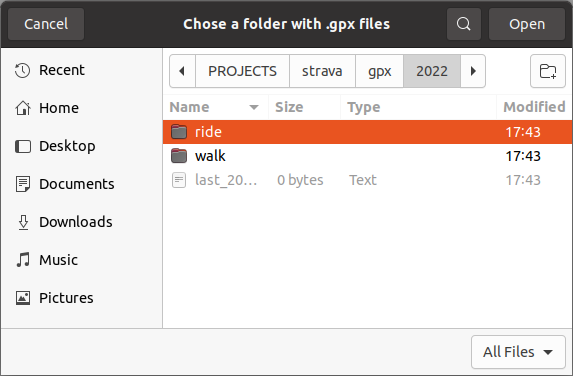 Cancel Chose a folder with .gpx files Open
Recent
Home
Desktop
Documents
Downloads
Music
Pictures
PROJECTS strava gpx 2022
Name Size Type Modified
ride 17:43
walk 17:43
last_20... 0 bytes Text 17:43
All Files